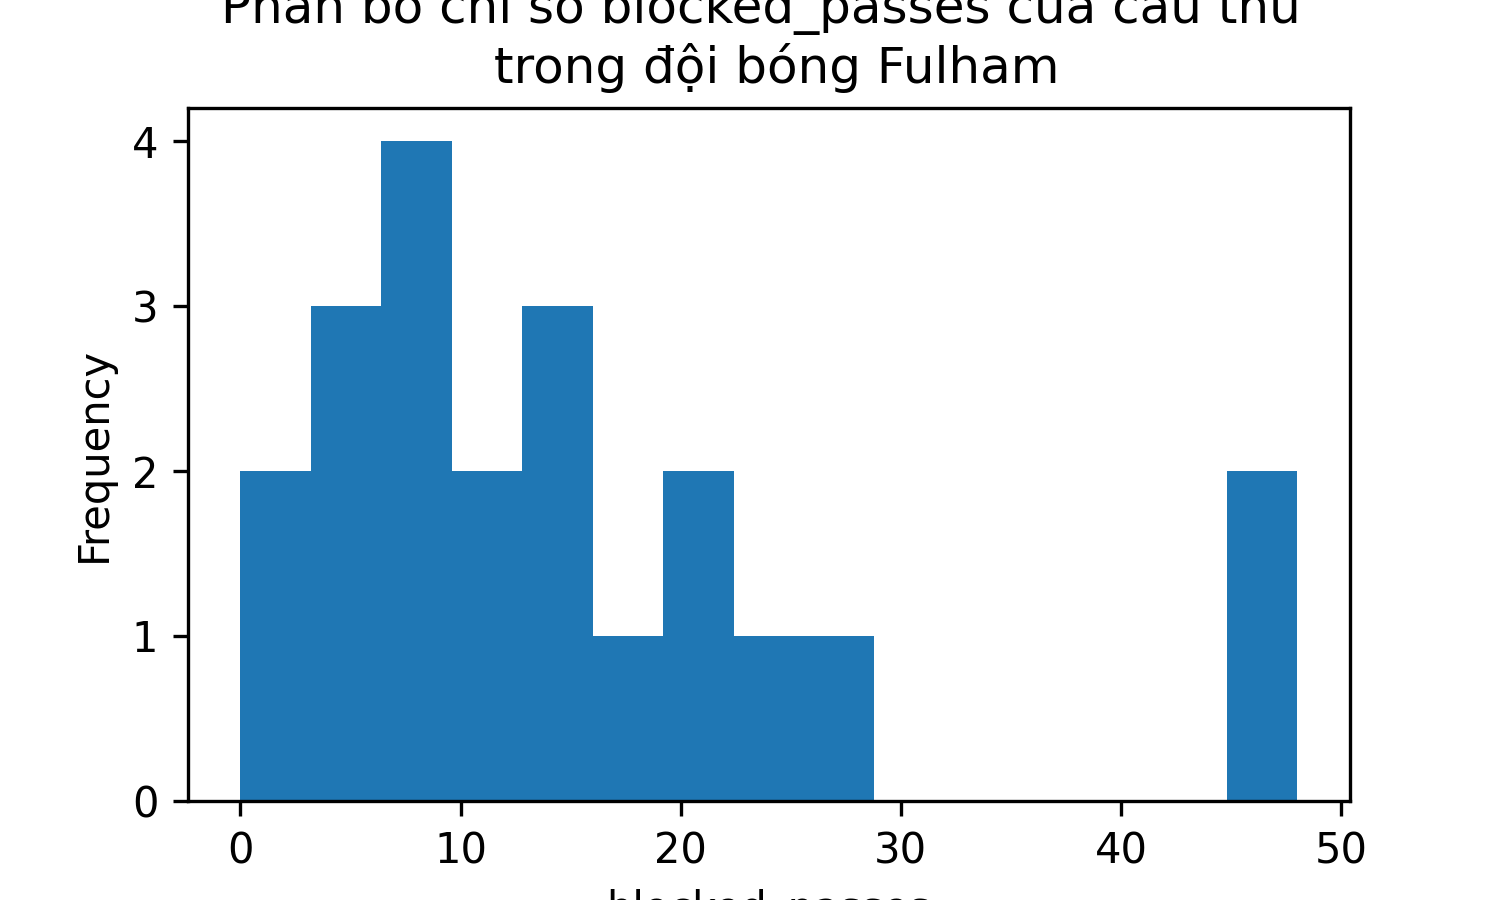 Phân bố chỉ số blocked_passes của cầu thủ
trong đội bóng Fulham
Frequency
4
3
2
1
0
0 10 20 30 40 50
blocked_passes